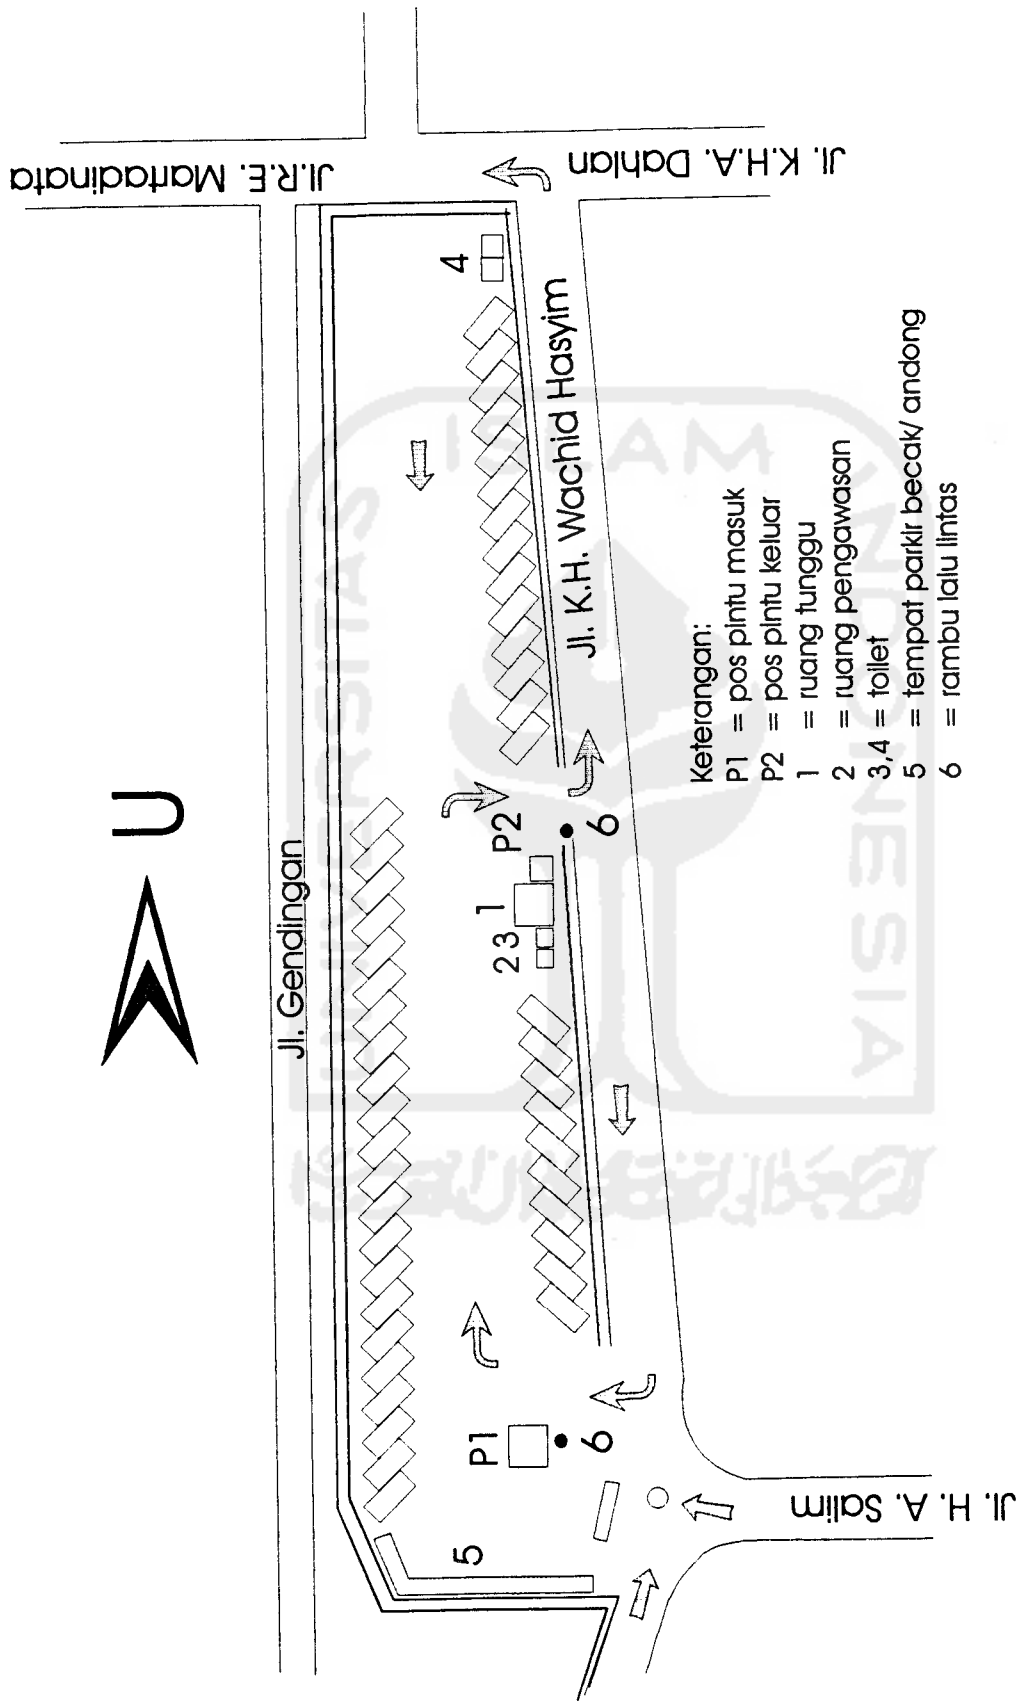 U
Jl. Gendingan
Jl.R.E. Martadinata
Jl. K.H.A. Dahlan
Jl. K.H. Wachid Hasyim
Jl. H. A. Salim
4
P2
1
2 3
6
P1
6
5
Keterangan:
P1 = pos pintu masuk
P2 = pos pintu keluar
1 = ruang tunggu
2 = ruang pengawasan
3,4 = toilet
5 = tempat parkir becak/ andong
6 = rambu lalu lintas
ISLAM
INDONESIA